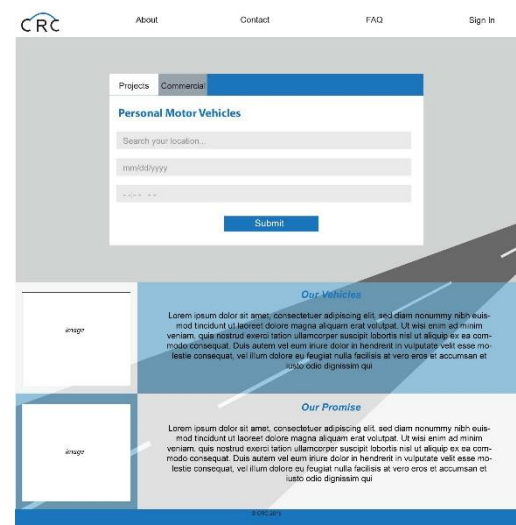 CRC
About
Contact
FAQ
Sign In
Projects
Commercial
Personal Motor Vehicles
Search your location...
mm/dd/yyyy
--:-- --
Submit
Our Vehicles
Lorem ipsum dolor sit amet, consectetuer adipiscing elit, sed diam nonummy nibh euis-
mod tincidunt ut laoreet dolore magna aliquam erat volutpat. Ut wisi enim ad minim
veniam, quis nostrud exerci tation ullamcorper suscipit lobortis nisl ut aliquip ex ea com-
modo consequat. Duis autem vel eum iriure dolor in hendrerit in vulputate velit esse mo-
lestie consequat, vel illum dolore eu feugiat nulla facilisis at vero eros et accumsan et
iusto odio dignissim qui
image
Our Promise
Lorem ipsum dolor sit amet, consectetuer adipiscing elit, sed diam nonummy nibh euis-
mod tincidunt ut laoreet dolore magna aliquam erat volutpat. Ut wisi enim ad minim
veniam, quis nostrud exerci tation ullamcorper suscipit lobortis nisl ut aliquip ex ea com-
modo consequat. Duis autem vel eum iriure dolor in hendrerit in vulputate velit esse mo-
lestie consequat, vel illum dolore eu feugiat nulla facilisis at vero eros et accumsan et
iusto odio dignissim qui
image
© CRC